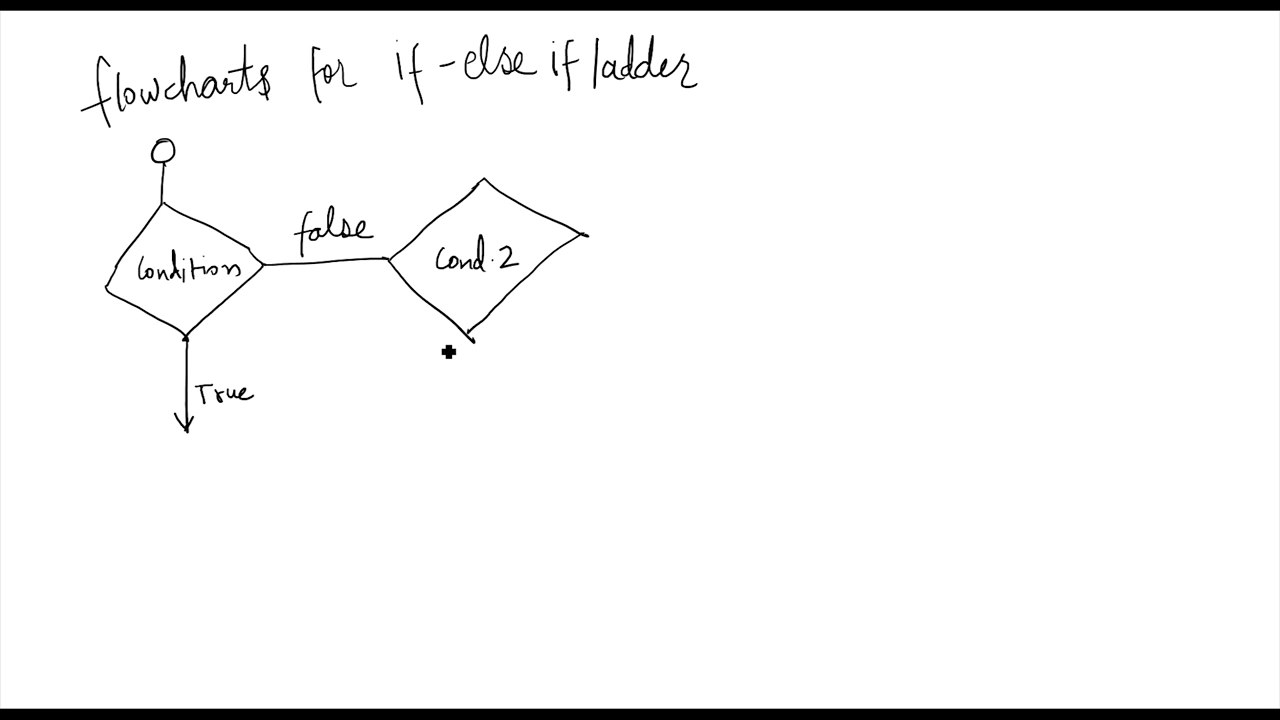 flowcharts for if-else if ladder
false
Condition
Cond.2
True